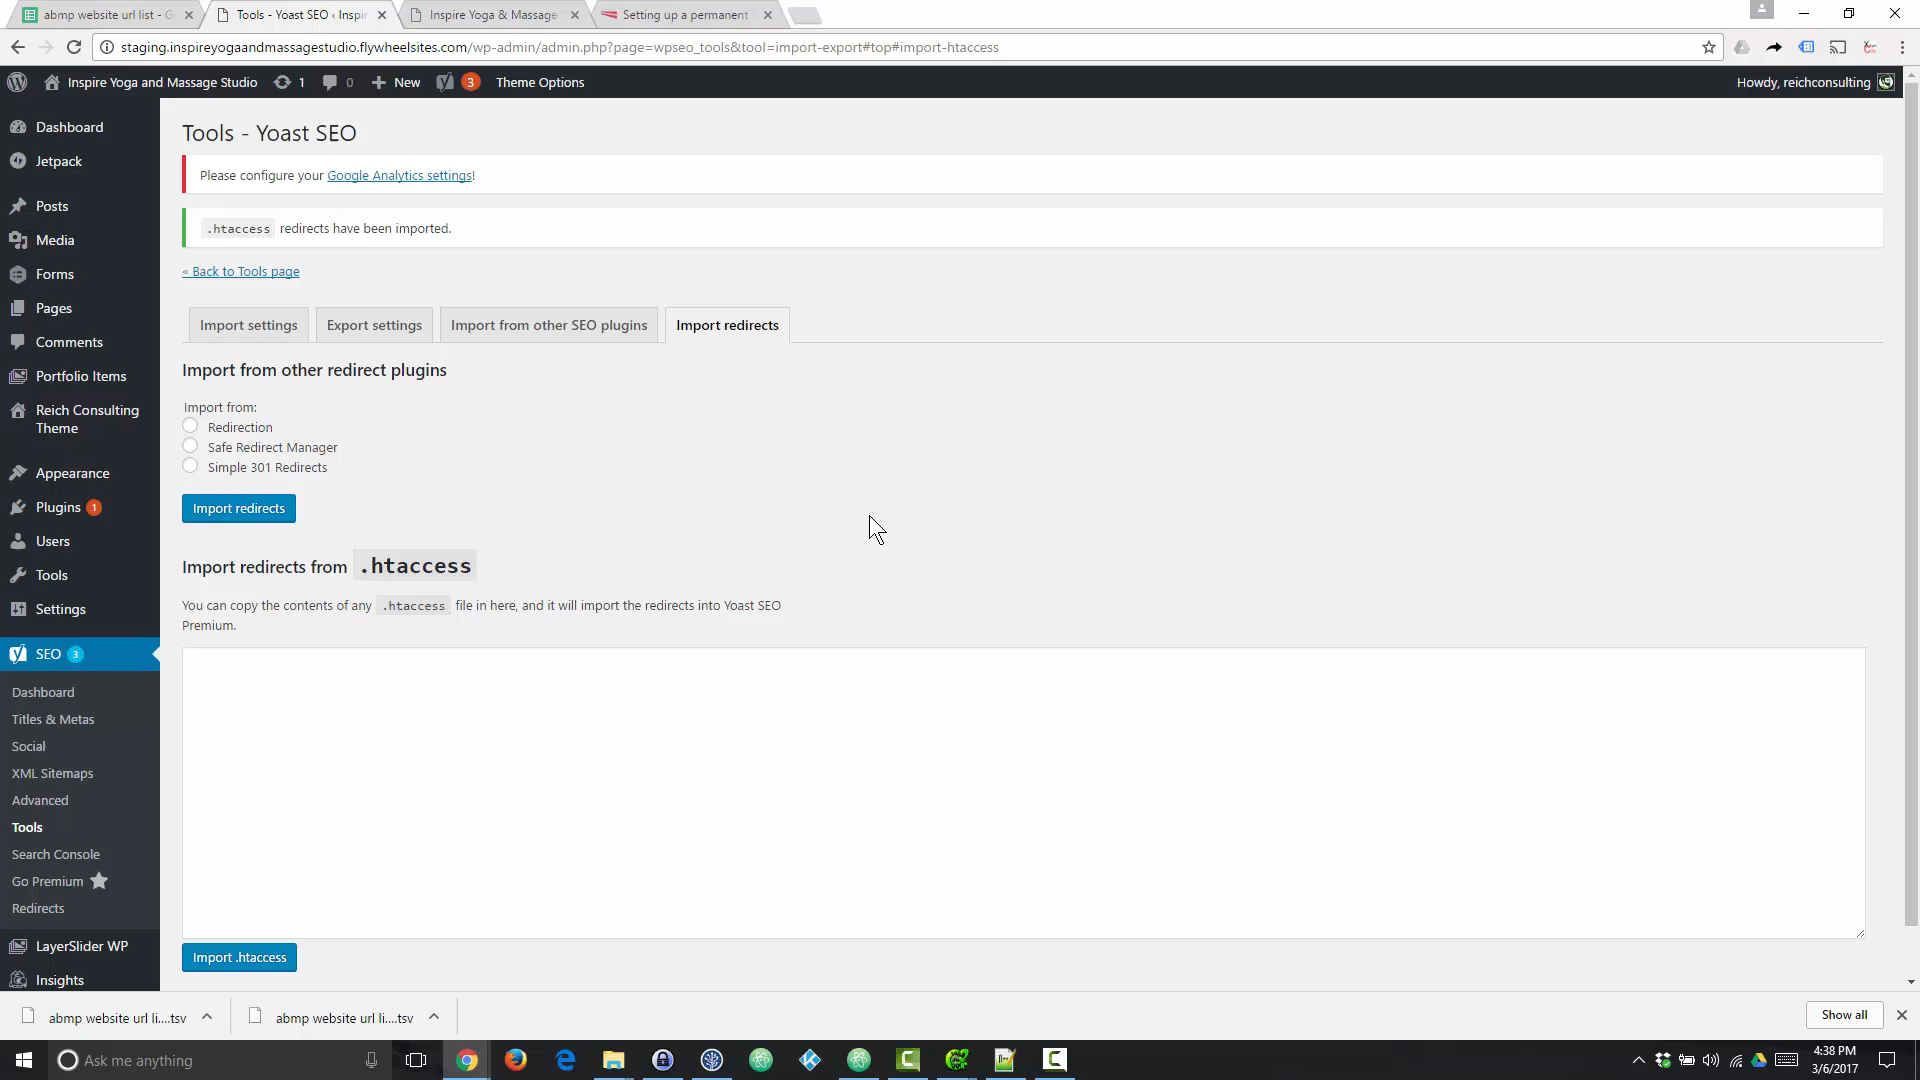 abmp website url list - G
Tools - Yoast SEO ‹ Inspi
Inspire Yoga & Massage
Setting up a permanent
staging.inspireyogaandmassagestudio.flywheelsites.com/wp-admin/admin.php?page=wpseo_tools&tool=import-export#top#import-htaccess
Inspire Yoga and Massage Studio 1 0 New 3 Theme Options
Howdy, reichconsulting
Dashboard
Jetpack
Posts
Media
Forms
Pages
Comments
Portfolio Items
Reich Consulting
Theme
Appearance
Plugins 1
Users
Tools
Settings
SEO 3
Dashboard
Titles & Metas
Social
XML Sitemaps
Advanced
Tools
Search Console
Go Premium
Redirects
LayerSlider WP
Insights
Tools - Yoast SEO
Please configure your Google Analytics settings!
.htaccess redirects have been imported.
« Back to Tools page
Import settings
Export settings
Import from other SEO plugins
Import redirects
Import from other redirect plugins
Import from:
Redirection
Safe Redirect Manager
Simple 301 Redirects
Import redirects
Import redirects from .htaccess
You can copy the contents of any .htaccess file in here, and it will import the redirects into Yoast SEO
Premium.
Import .htaccess
abmp website url li....tsv
abmp website url li....tsv
Show all
Ask me anything
4:38 PM
3/6/2017